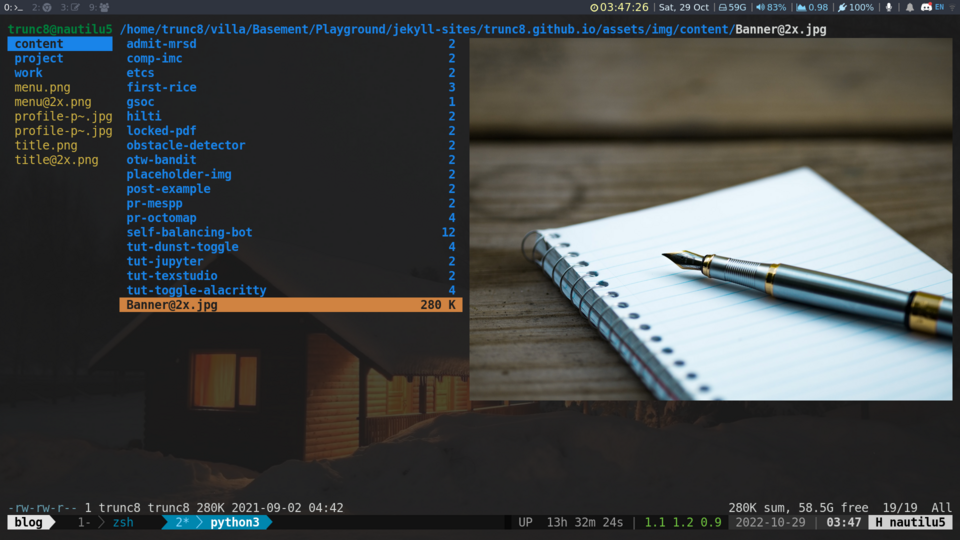 0: >_ 2: 3: 9: 03:47:26 | Sat, 29 Oct | 59G | 83% | 0.98 | 100% | | EN
trunc8@nautilu5 /home/trunc8/villa/Basement/Playground/jekyll-sites/trunc8.github.io/assets/img/content/Banner@2x.jpg
content admit-mrsd 2
project comp-imc 2
work etcs 2
menu.png first-rice 3
menu@2x.png gsoc 1
profile-p~.jpg hilti 2
profile-p~.jpg locked-pdf 2
title.png obstacle-detector 2
title@2x.png otw-bandit 2
placeholder-img 2
post-example 2
pr-mespp 2
pr-octomap 4
self-balancing-bot 12
tut-dunst-toggle 4
tut-jupyter 2
tut-texstudio 2
tut-toggle-alacritty 4
Banner@2x.jpg 280 K
-rw-rw-r-- 1 trunc8 trunc8 280K 2021-09-02 04:42 280K sum, 58.5G free 19/19 All
blog 1- zsh 2* python3 UP 13h 32m 24s | 1.1 1.2 0.9 | 2022-10-29 | 03:47 H nautilu5